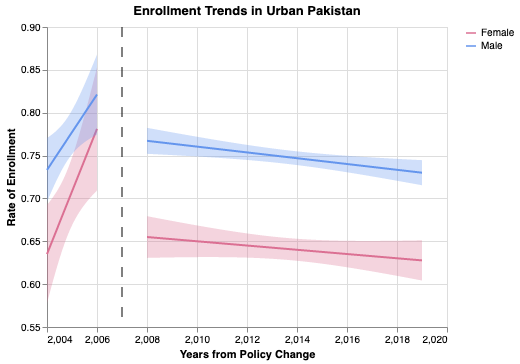 Enrollment Trends in Urban Pakistan
Female
Male
Rate of Enrollment
0.90
0.85
0.80
0.75
0.70
0.65
0.60
0.55
2,004 2,006 2,008 2,010 2,012 2,014 2,016 2,018 2,020
Years from Policy Change